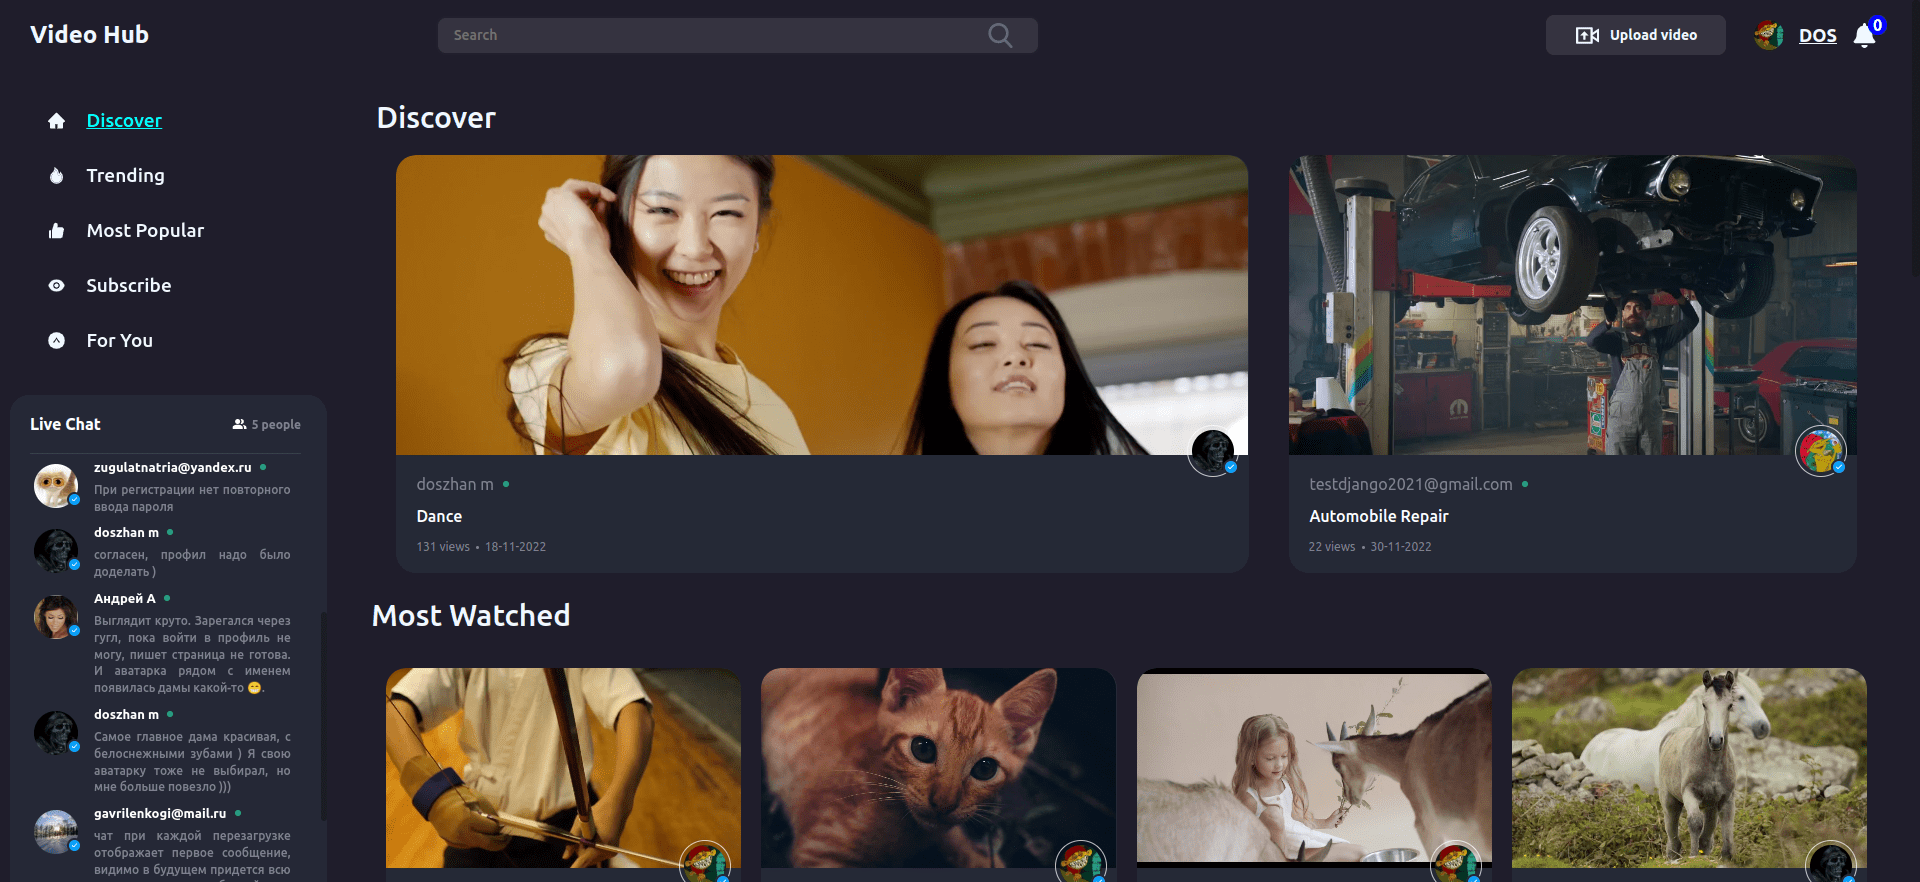 Video Hub
Search
Upload video
DOS
0
Discover
Trending
Most Popular
Subscribe
For You
Live Chat
5 people
zugulatnatria@yandex.ru
При регистрации нет повторного
ввода пароля
doszhan m
согласен, профил надо было
доделать )
Андрей А
Выглядит круто. Зарегался через
гугл, пока войти в профиль не
могу, пишет страница не готова.
И аватарка рядом с именем
появилась дамы какой-то 😁.
doszhan m
Самое главное дама красивая, с
белоснежными зубами ) Я свою
аватарку тоже не выбирал, но
мне больше повезло )))
gavrilenkogi@mail.ru
чат при каждой перезагрузке
отображает первое сообщение,
видимо в будущем придется всю
Discover
doszhan m
Dance
131 views • 18-11-2022
testdjango2021@gmail.com
Automobile Repair
22 views • 30-11-2022
Most Watched